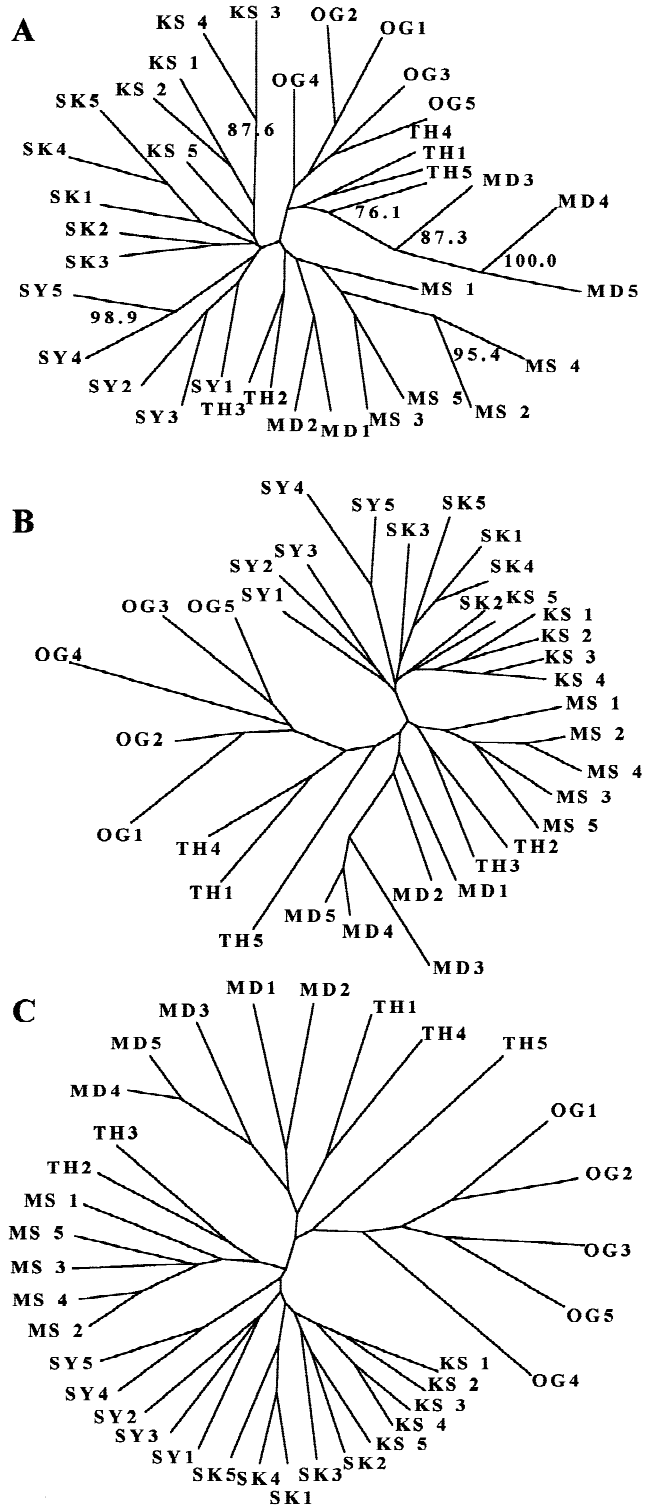 A
KS 3
OG2
KS 4
OG1
KS 1
OG4
OG3
KS 2
SK5
OG5
87.6
TH4
SK4
KS 5
TH1
TH5
MD3
SK1
MD4
76.1
SK2
87.3
SK3
100.0
SY5
MS 1
MD5
98.9
SY4
95.4
MS 4
SY2
SY1
TH2
MS 5
TH3
MS 2
SY3
MD2
MD1
MS 3
B
SY4
SY5
SK5
SK3
SK1
SY3
SY2
SK4
SY1
OG3
OG5
SK2
KS 5
KS 1
KS 2
OG4
KS 3
KS 4
MS 1
OG2
MS 2
MS 4
MS 3
OG1
MS 5
TH4
TH2
TH3
TH1
MD2
MD1
MD5
MD4
TH5
MD3
C
MD1
MD2
MD3
TH1
TH4
MD5
TH5
MD4
OG1
TH3
TH2
OG2
MS 1
MS 5
OG3
MS 3
MS 4
OG5
MS 2
SY5
KS 1
KS 2
OG4
SY4
KS 3
SY2
KS 4
SY3
KS 5
SY1
SK2
SK5
SK4
SK3
SK1